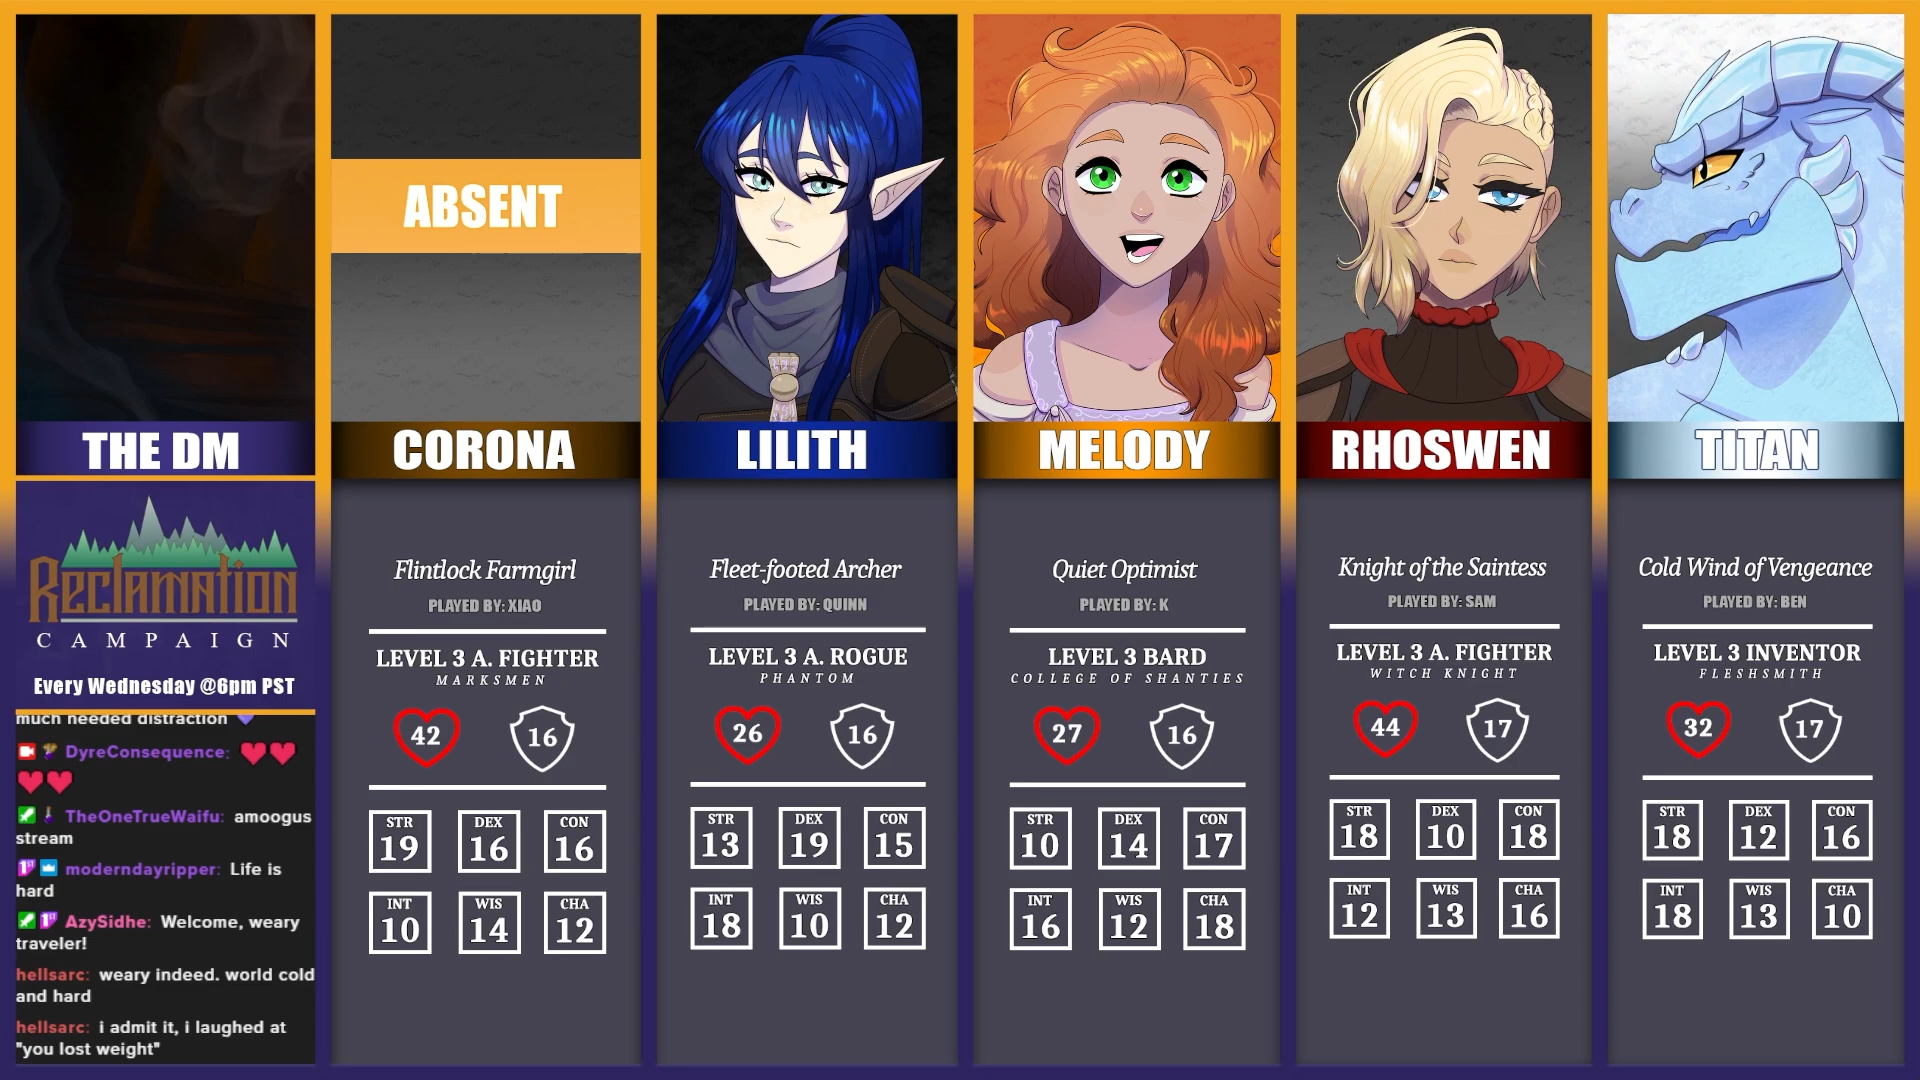 THE DM
Reclamation
CAMPAIGN
Every Wednesday @6pm PST
much needed distraction
DyreConsequence:
TheOneTrueWaifu: amoogus
stream
moderndayripper: Life is
hard
AzySidhe: Welcome, weary
traveler!
hellsarc: weary indeed. world cold
and hard
hellsarc: i admit it, i laughed at
"you lost weight"
ABSENT
CORONA
Flintlock Farmgirl
PLAYED BY: XIAO
LEVEL 3 A. FIGHTER
MARKSMEN
42 16
STR DEX CON
19 16 16
INT WIS CHA
10 14 12
LILITH
Fleet-footed Archer
PLAYED BY: QUINN
LEVEL 3 A. ROGUE
PHANTOM
26 16
STR DEX CON
13 19 15
INT WIS CHA
18 10 12
MELODY
Quiet Optimist
PLAYED BY: K
LEVEL 3 BARD
COLLEGE OF SHANTIES
27 16
STR DEX CON
10 14 17
INT WIS CHA
16 12 18
RHOSWEN
Knight of the Saintess
PLAYED BY: SAM
LEVEL 3 A. FIGHTER
WITCH KNIGHT
44 17
STR DEX CON
18 10 18
INT WIS CHA
12 13 16
TITAN
Cold Wind of Vengeance
PLAYED BY: BEN
LEVEL 3 INVENTOR
FLESHSMITH
32 17
STR DEX CON
18 12 16
INT WIS CHA
18 13 10